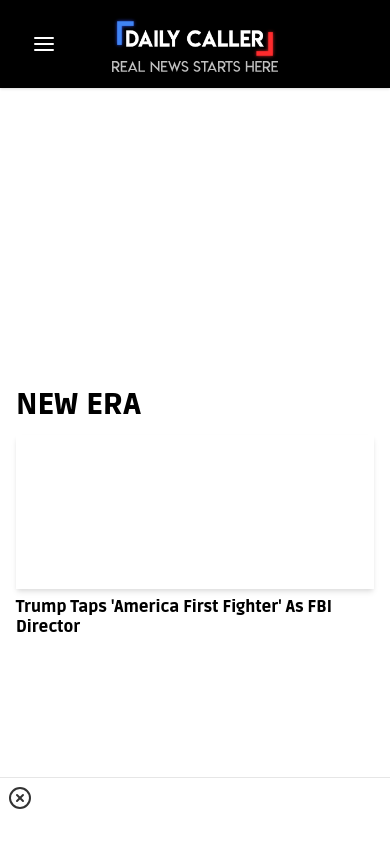 DAILY CALLER
REAL NEWS STARTS HERE
NEW ERA
Trump Taps 'America First Fighter' As FBI
Director